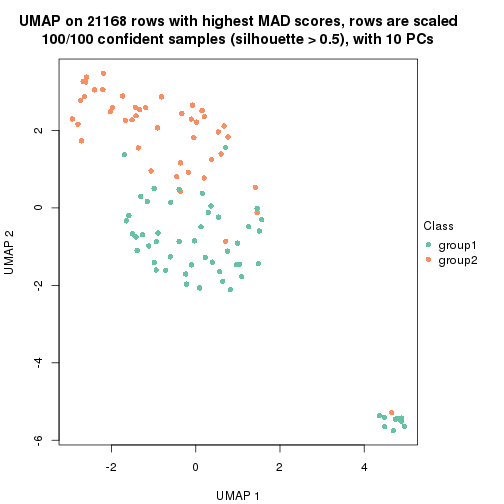 UMAP on 21168 rows with highest MAD scores, rows are scaled
100/100 confident samples (silhouette > 0.5), with 10 PCs
2
0
-2
-4
-6
UMAP 2
-2
0
2
4
UMAP 1
Class
group1
group2